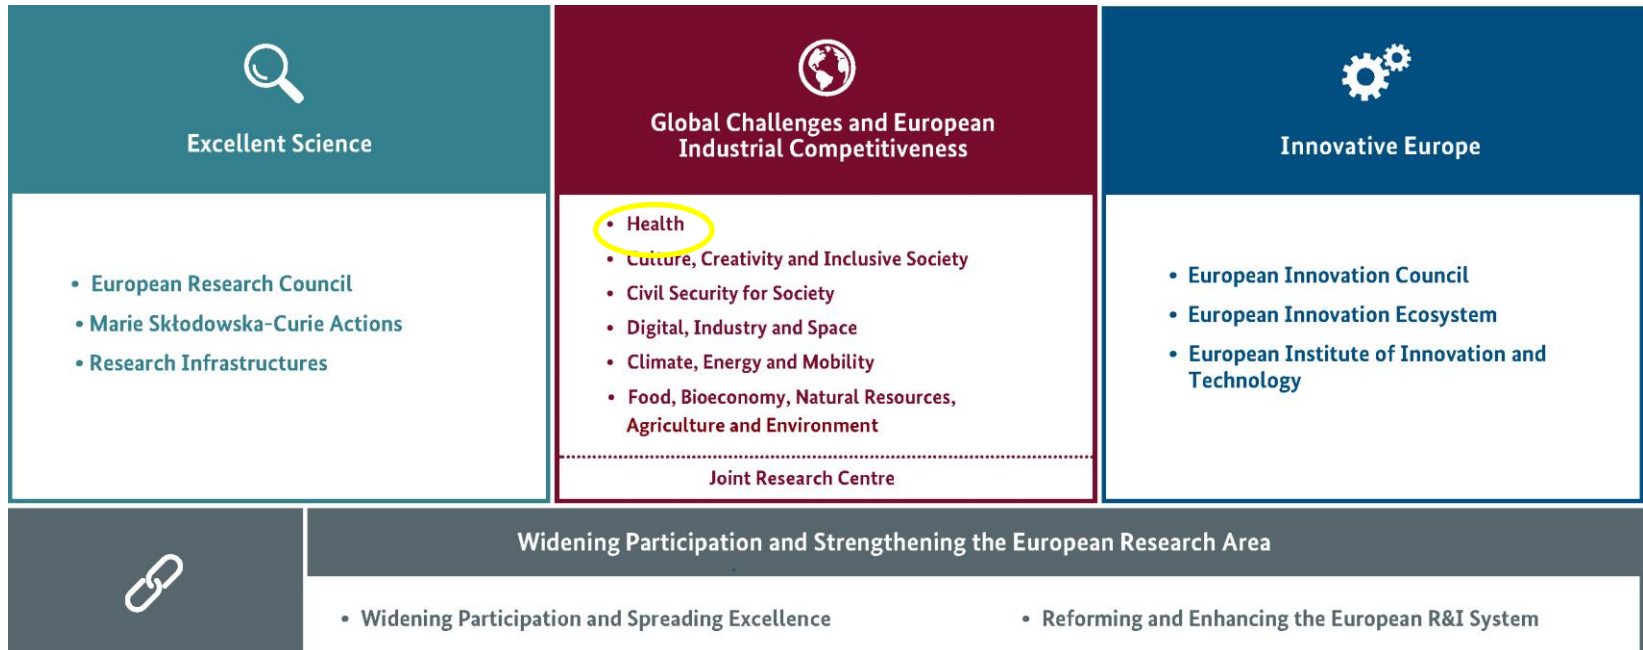 Excellent Science
• European Research Council
• Marie Skłodowska-Curie Actions
• Research Infrastructures
Global Challenges and European
Industrial Competitiveness
• Health
• Culture, Creativity and Inclusive Society
• Civil Security for Society
• Digital, Industry and Space
• Climate, Energy and Mobility
• Food, Bioeconomy, Natural Resources,
Agriculture and Environment
Joint Research Centre
Innovative Europe
• European Innovation Council
• European Innovation Ecosystem
• European Institute of Innovation and
Technology
Widening Participation and Strengthening the European Research Area
• Widening Participation and Spreading Excellence
• Reforming and Enhancing the European R&I System